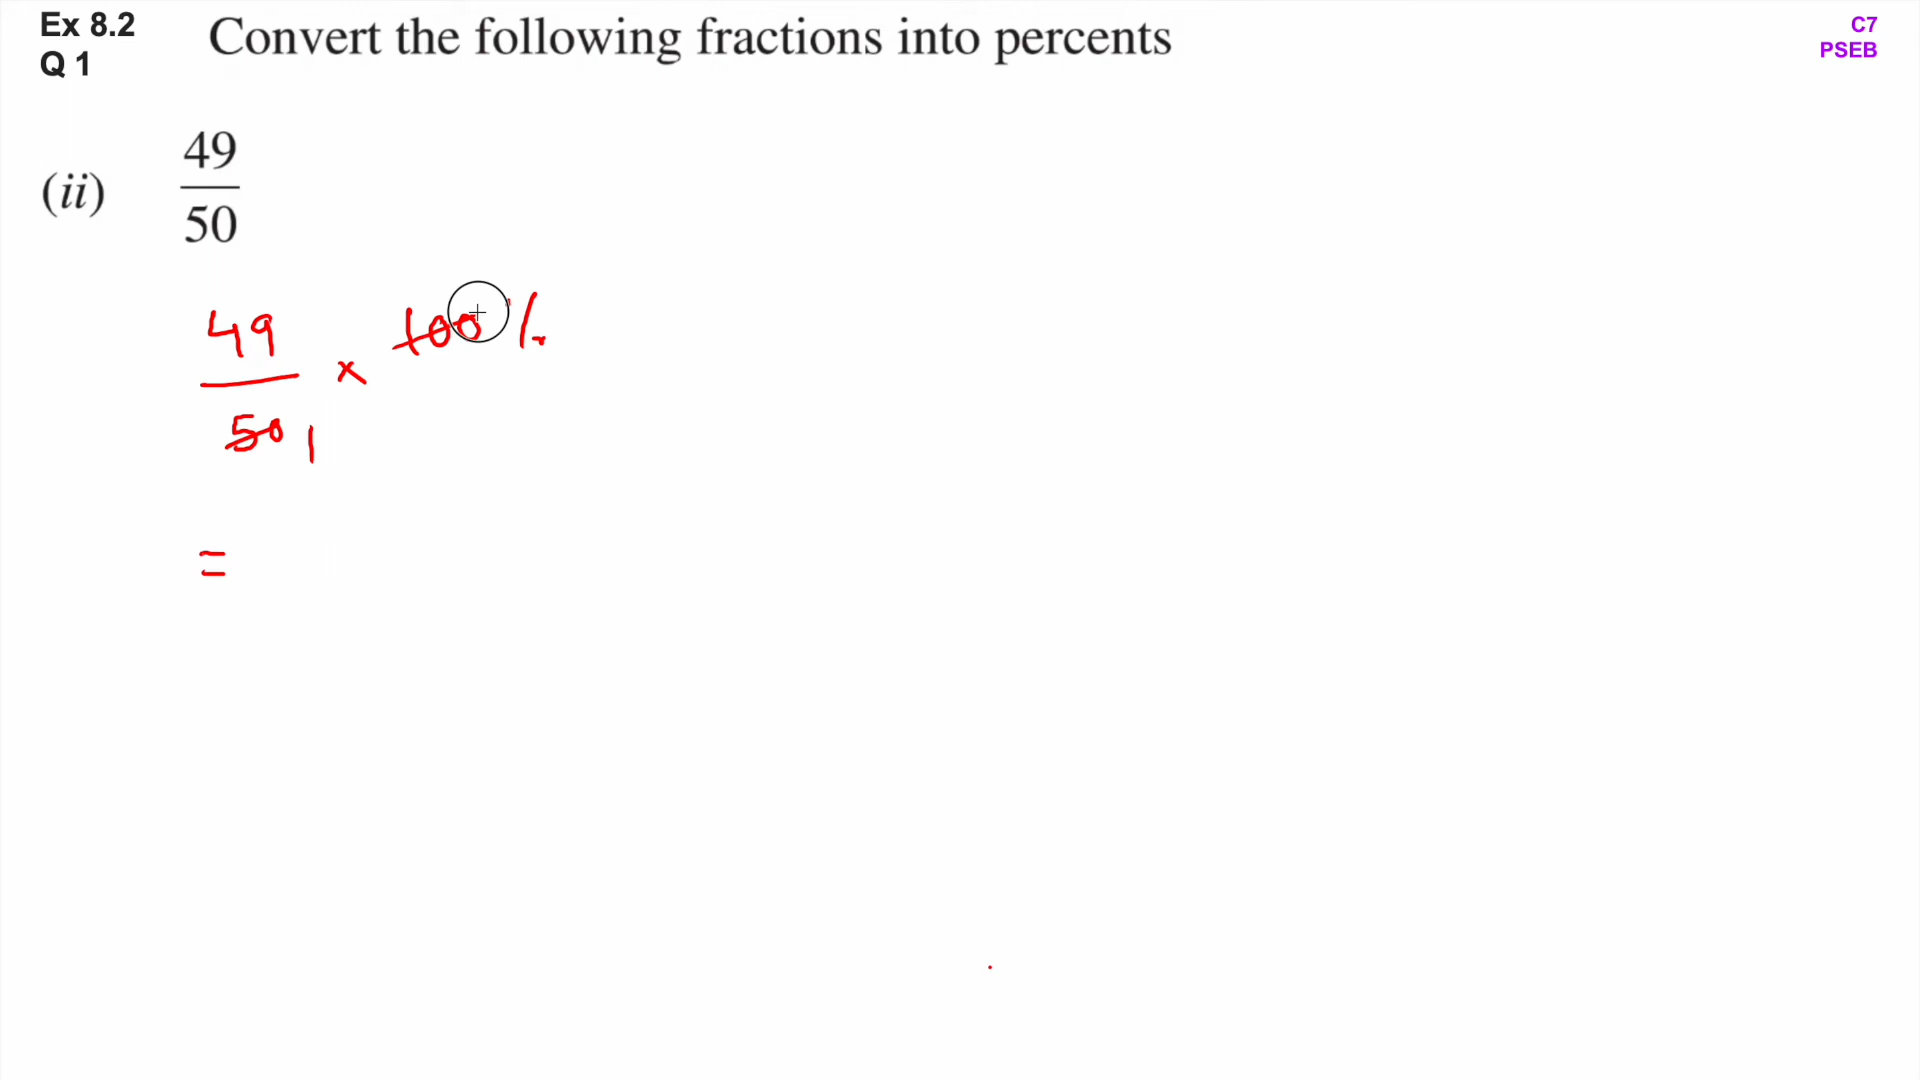 Ex 8.2
Q 1
Convert the following fractions into percents
C7
PSEB
(ii) 49
50
49 × 100 %
50 1
=